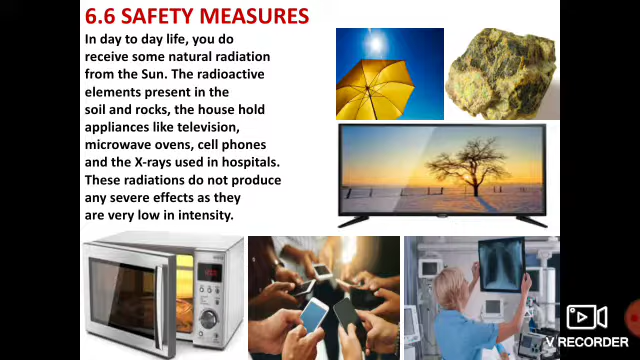 6.6 SAFETY MEASURES
In day to day life, you do
receive some natural radiation
from the Sun. The radioactive
elements present in the
soil and rocks, the house hold
appliances like television,
microwave ovens, cell phones
and the X-rays used in hospitals.
These radiations do not produce
any severe effects as they
are very low in intensity.
V RECORDER